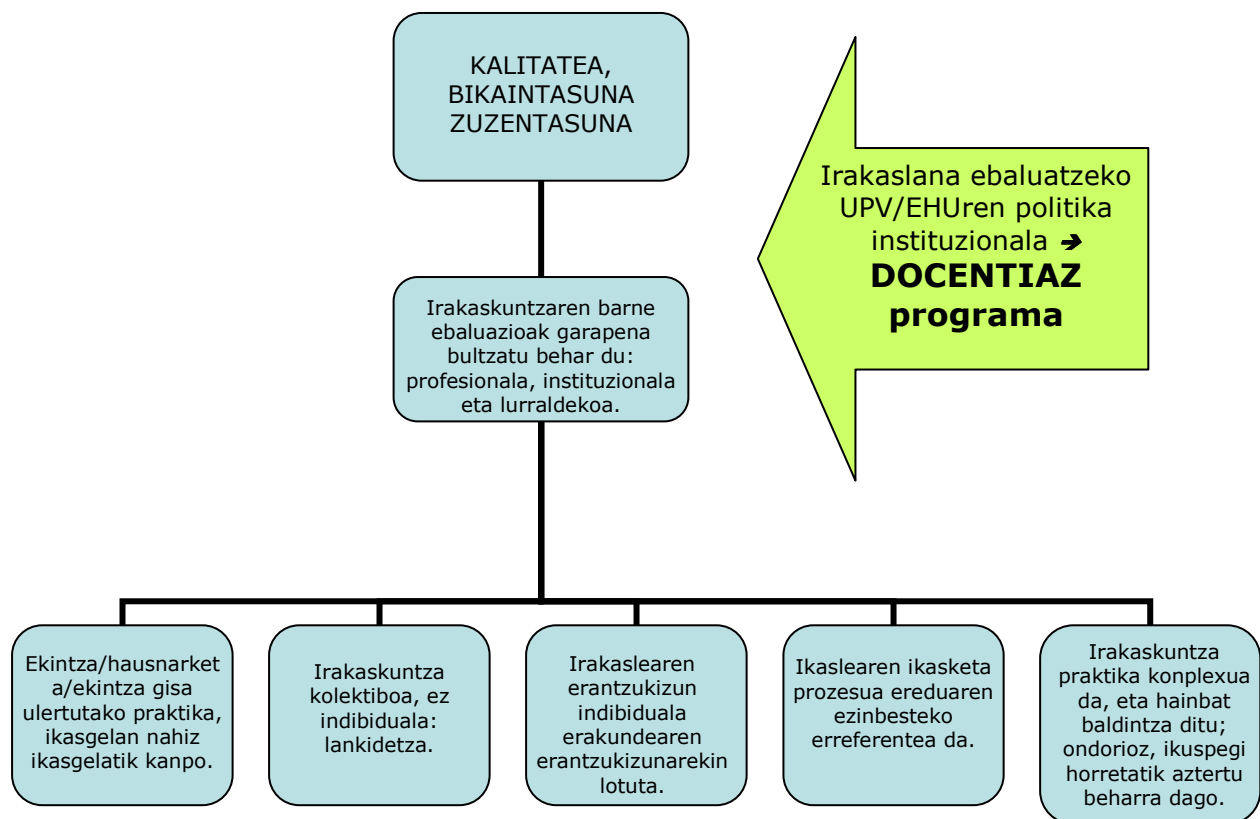 KALITATEA,
BIKAINTASUNA
ZUZENTASUNA
Irakaslana ebaluatzeko
UPV/EHUren politika
instituzionala ➔
DOCENTIAZ
programa
Irakaskuntzaren barne
ebaluazioak garapena
bultzatu behar du:
profesionala, instituzionala
eta lurraldekoa.
Ekintza/hausnarket
a/ekintza gisa
ulertutako praktika,
ikasgelan nahiz
ikasgelatik kanpo.
Irakaskuntza
kolektiboa, ez
indibiduala:
lankidetza.
Irakaslearen
erantzukizun
indibiduala
erakundearen
erantzukizunarekin
lotuta.
Ikaslearen ikasketa
prozesua ereduaren
ezinbesteko
erreferentea da.
Irakaskuntza
praktika konplexua
da, eta hainbat
baldintza ditu;
ondorioz, ikuspegi
horretatik aztertu
beharra dago.